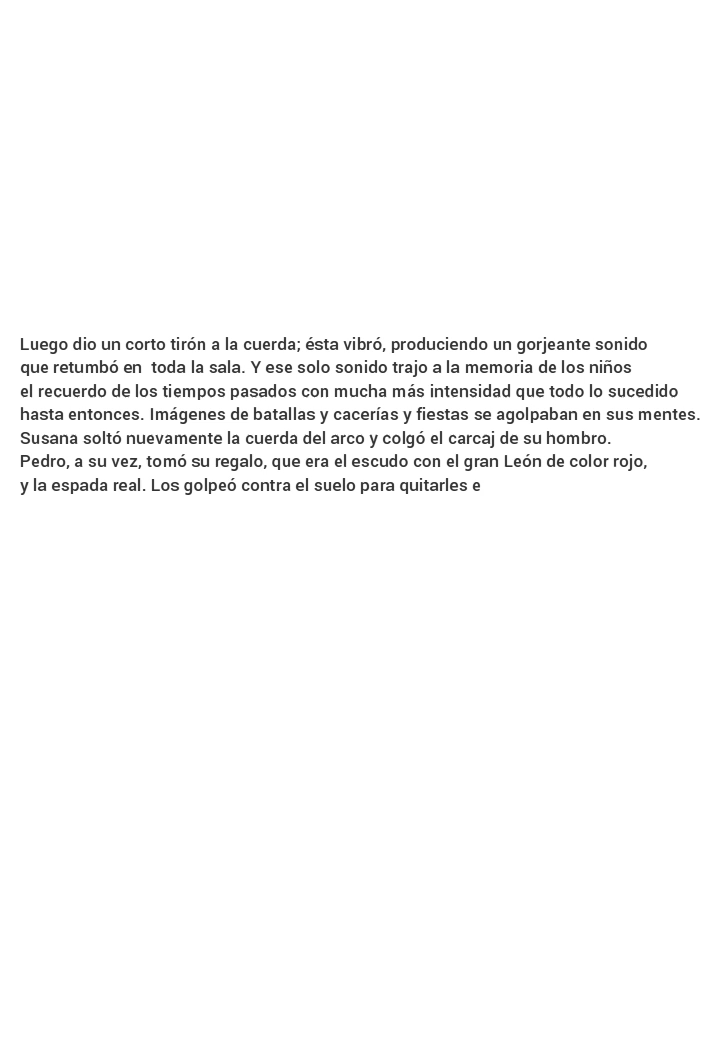 Luego dio un corto tirón a la cuerda; ésta vibró, produciendo un gorjeante sonido
que retumbó en  toda la sala. Y ese solo sonido trajo a la memoria de los niños
el recuerdo de los tiempos pasados con mucha más intensidad que todo lo sucedido
hasta entonces. Imágenes de batallas y cacerías y fiestas se agolpaban en sus mentes.
Susana soltó nuevamente la cuerda del arco y colgó el carcaj de su hombro.
Pedro, a su vez, tomó su regalo, que era el escudo con el gran León de color rojo,
y la espada real. Los golpeó contra el suelo para quitarles e